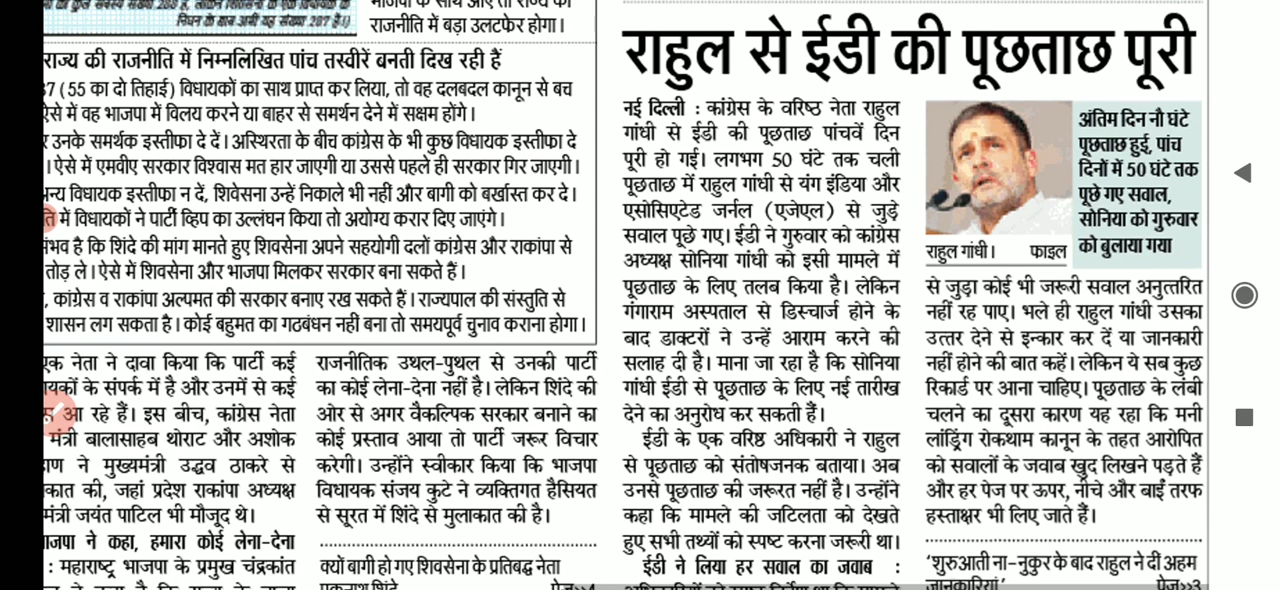 निधन के बाद अभी यह संख्या 287 है।)
भाजपा के साथ आए तो राज्य की
राजनीति में बड़ा उलटफेर होगा।
राज्य की राजनीति में निम्नलिखित पांच तस्वीरें बनती दिख रही हैं
37 (55 का दो तिहाई) विधायकों का साथ प्राप्त कर लिया, तो वह दलबदल कानून से बच
ऐसे में वह भाजपा में विलय करने या बाहर से समर्थन देने में सक्षम होंगे।
र उनके समर्थक इस्तीफा दे दें। अस्थिरता के बीच कांग्रेस के भी कुछ विधायक इस्तीफा दे
। ऐसे में एमवीए सरकार विश्वास मत हार जाएगी या उससे पहले ही सरकार गिर जाएगी।
अन्य विधायक इस्तीफा न दें, शिवसेना उन्हें निकाले भी नहीं और बागी को बर्खास्त कर दे।
में विधायकों ने पार्टी व्हिप का उल्लंघन किया तो अयोग्य करार दिए जाएंगे।
संभव है कि शिंदे की मांग मानते हुए शिवसेना अपने सहयोगी दलों कांग्रेस और राकांपा से
तोड़ ले। ऐसे में शिवसेना और भाजपा मिलकर सरकार बना सकते हैं।
, कांग्रेस व राकांपा अल्पमत की सरकार बनाए रख सकते हैं। राज्यपाल की संस्तुति से
शासन लग सकता है। कोई बहुमत का गठबंधन नहीं बना तो समयपूर्व चुनाव कराना होगा।
एक नेता ने दावा किया कि पार्टी कई
यकों के संपर्क में है और उनमें से कई
आ रहे हैं। इस बीच, कांग्रेस नेता
मंत्री बालासाहब थोराट और अशोक
हाण ने मुख्यमंत्री उद्धव ठाकरे से
कात की, जहां प्रदेश राकांपा अध्यक्ष
मंत्री जयंत पाटिल भी मौजूद थे।
भाजपा ने कहा, हमारा कोई लेना-देना
: महाराष्ट्र भाजपा के प्रमुख चंद्रकांत
राजनीतिक उथल-पुथल से उनकी पार्टी
का कोई लेना-देना नहीं है। लेकिन शिंदे की
ओर से अगर वैकल्पिक सरकार बनाने का
कोई प्रस्ताव आया तो पार्टी जरूर विचार
करेगी। उन्होंने स्वीकार किया कि भाजपा
विधायक संजय कुटे ने व्यक्तिगत हैसियत
से सूरत में शिंदे से मुलाकात की है।
क्यों बागी हो गए शिवसेना के प्रतिबद्ध नेता
एकनाथ शिंदे पेज>>4
राहुल से ईडी की पूछताछ पूरी
नई दिल्ली : कांग्रेस के वरिष्ठ नेता राहुल
गांधी से ईडी की पूछताछ पांचवें दिन
पूरी हो गई। लगभग 50 घंटे तक चली
पूछताछ में राहुल गांधी से यंग इंडिया और
एसोसिएटेड जर्नल (एजेएल) से जुड़े
सवाल पूछे गए। ईडी ने गुरुवार को कांग्रेस
अध्यक्ष सोनिया गांधी को इसी मामले में
पूछताछ के लिए तलब किया है। लेकिन
गंगाराम अस्पताल से डिस्चार्ज होने के
बाद डाक्टरों ने उन्हें आराम करने की
सलाह दी है। माना जा रहा है कि सोनिया
गांधी ईडी से पूछताछ के लिए नई तारीख
देने का अनुरोध कर सकती हैं।
ईडी के एक वरिष्ठ अधिकारी ने राहुल
से पूछताछ को संतोषजनक बताया। अब
उनसे पूछताछ की जरूरत नहीं है। उन्होंने
कहा कि मामले की जटिलता को देखते
हुए सभी तथ्यों को स्पष्ट करना जरूरी था।
ईडी ने लिया हर सवाल का जवाब :
राहुल गांधी। फाइल
अंतिम दिन नौ घंटे
पूछताछ हुई, पांच
दिनों में 50 घंटे तक
पूछे गए सवाल,
सोनिया को गुरुवार
को बुलाया गया
से जुड़ा कोई भी जरूरी सवाल अनुत्तरित
नहीं रह पाए। भले ही राहुल गांधी उसका
उत्तर देने से इन्कार कर दें या जानकारी
नहीं होने की बात कहें। लेकिन ये सब कुछ
रिकार्ड पर आना चाहिए। पूछताछ के लंबी
चलने का दूसरा कारण यह रहा कि मनी
लांड्रिंग रोकथाम कानून के तहत आरोपित
को सवालों के जवाब खुद लिखने पड़ते हैं
और हर पेज पर ऊपर, नीचे और बाईं तरफ
हस्ताक्षर भी लिए जाते हैं।
'शुरुआती ना-नुकुर के बाद राहुल ने दीं अहम
जानकारियां' पेज>>3